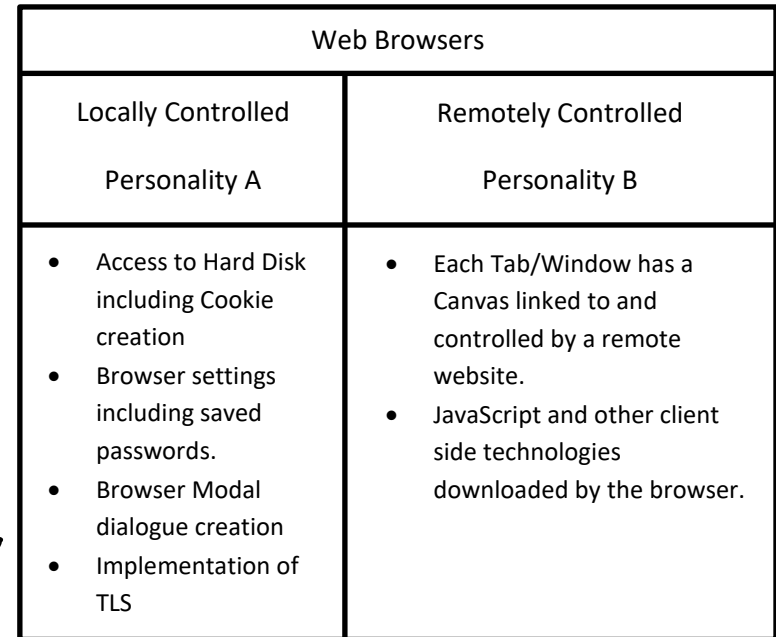 Web Browsers
Locally Controlled
Personality A
Remotely Controlled
Personality B
• Access to Hard Disk
including Cookie
creation
• Browser settings
including saved
passwords.
• Browser Modal
dialogue creation
• Implementation of
TLS
• Each Tab/Window has a
Canvas linked to and
controlled by a remote
website.
• JavaScript and other client
side technologies
downloaded by the browser.